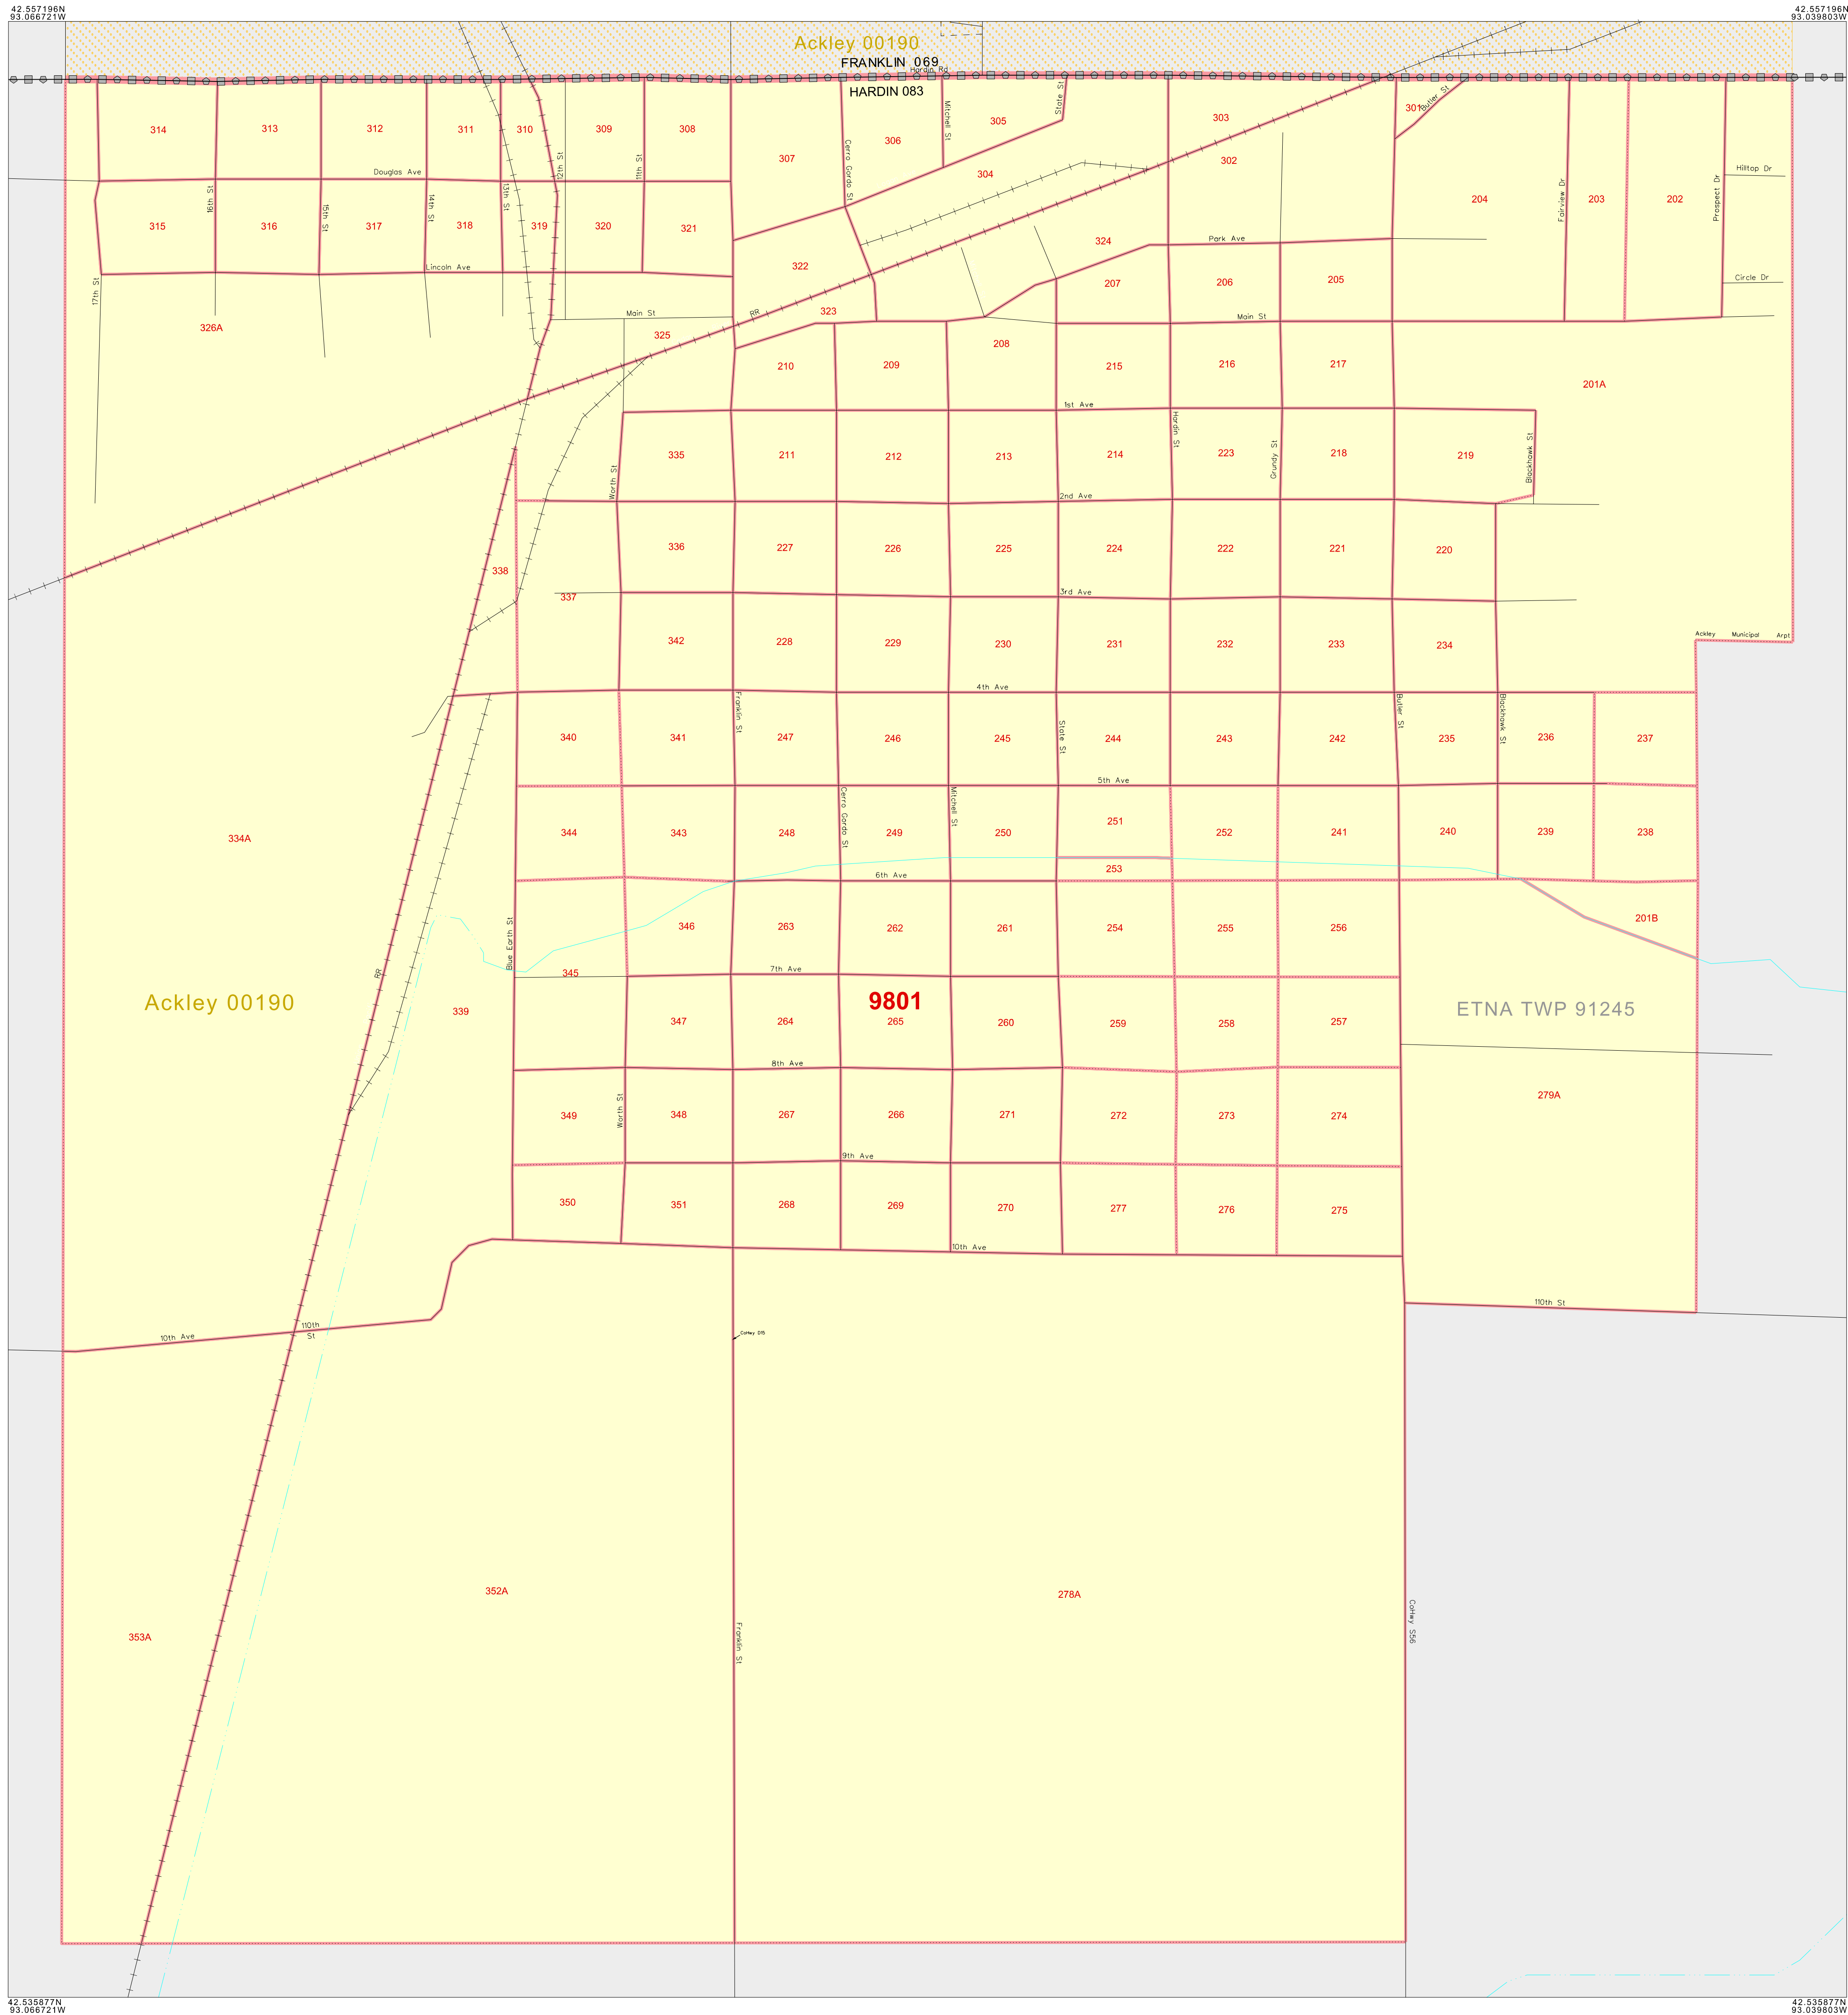 42.557196N
93.066721W
42.557196N
93.039803W
Ackley 00190
FRANKLIN 069
Hardin Rd
HARDIN 083
314
313
312
311
310
309
308
307
306
305
304
303
302
301
Butler St
State St
Mitchell St
Cerro Gordo St
12th St
11th St
Douglas Ave
16th St
15th St
14th St
13th St
204
Fairview Dr
203
202
Prospect Dr
Hilltop Dr
Circle Dr
315
316
317
318
319
320
321
322
323
324
Park Ave
207
206
205
Lincoln Ave
17th St
326A
Main St
325
RR
Main St
210
209
208
215
216
217
201A
1st Ave
335
211
212
213
214
Hardin St
223
Grundy St
218
219
Blackhawk St
Worth St
2nd Ave
338
337
336
227
226
225
224
222
221
220
3rd Ave
342
228
229
230
231
232
233
234
Ackley Municipal Arpt
4th Ave
Franklin St
State St
Butler St
Blackhawk St
340
341
247
246
245
244
243
242
235
236
237
5th Ave
Cerro Gordo St
Mitchell St
334A
344
343
248
249
250
251
252
241
240
239
238
253
6th Ave
Blue Earth St
346
263
262
261
254
255
256
201B
345
7th Ave
RR
Ackley 00190
339
9801
ETNA TWP 91245
347
264
265
260
259
258
257
8th Ave
279A
349
Worth St
348
267
266
271
272
273
274
9th Ave
350
351
268
269
270
277
276
275
10th Ave
110th St
10th Ave
110th
St
CoHwy D15
352A
278A
353A
Franklin St
CoHwy S56
42.535877N
93.066721W
42.535877N
93.039803W